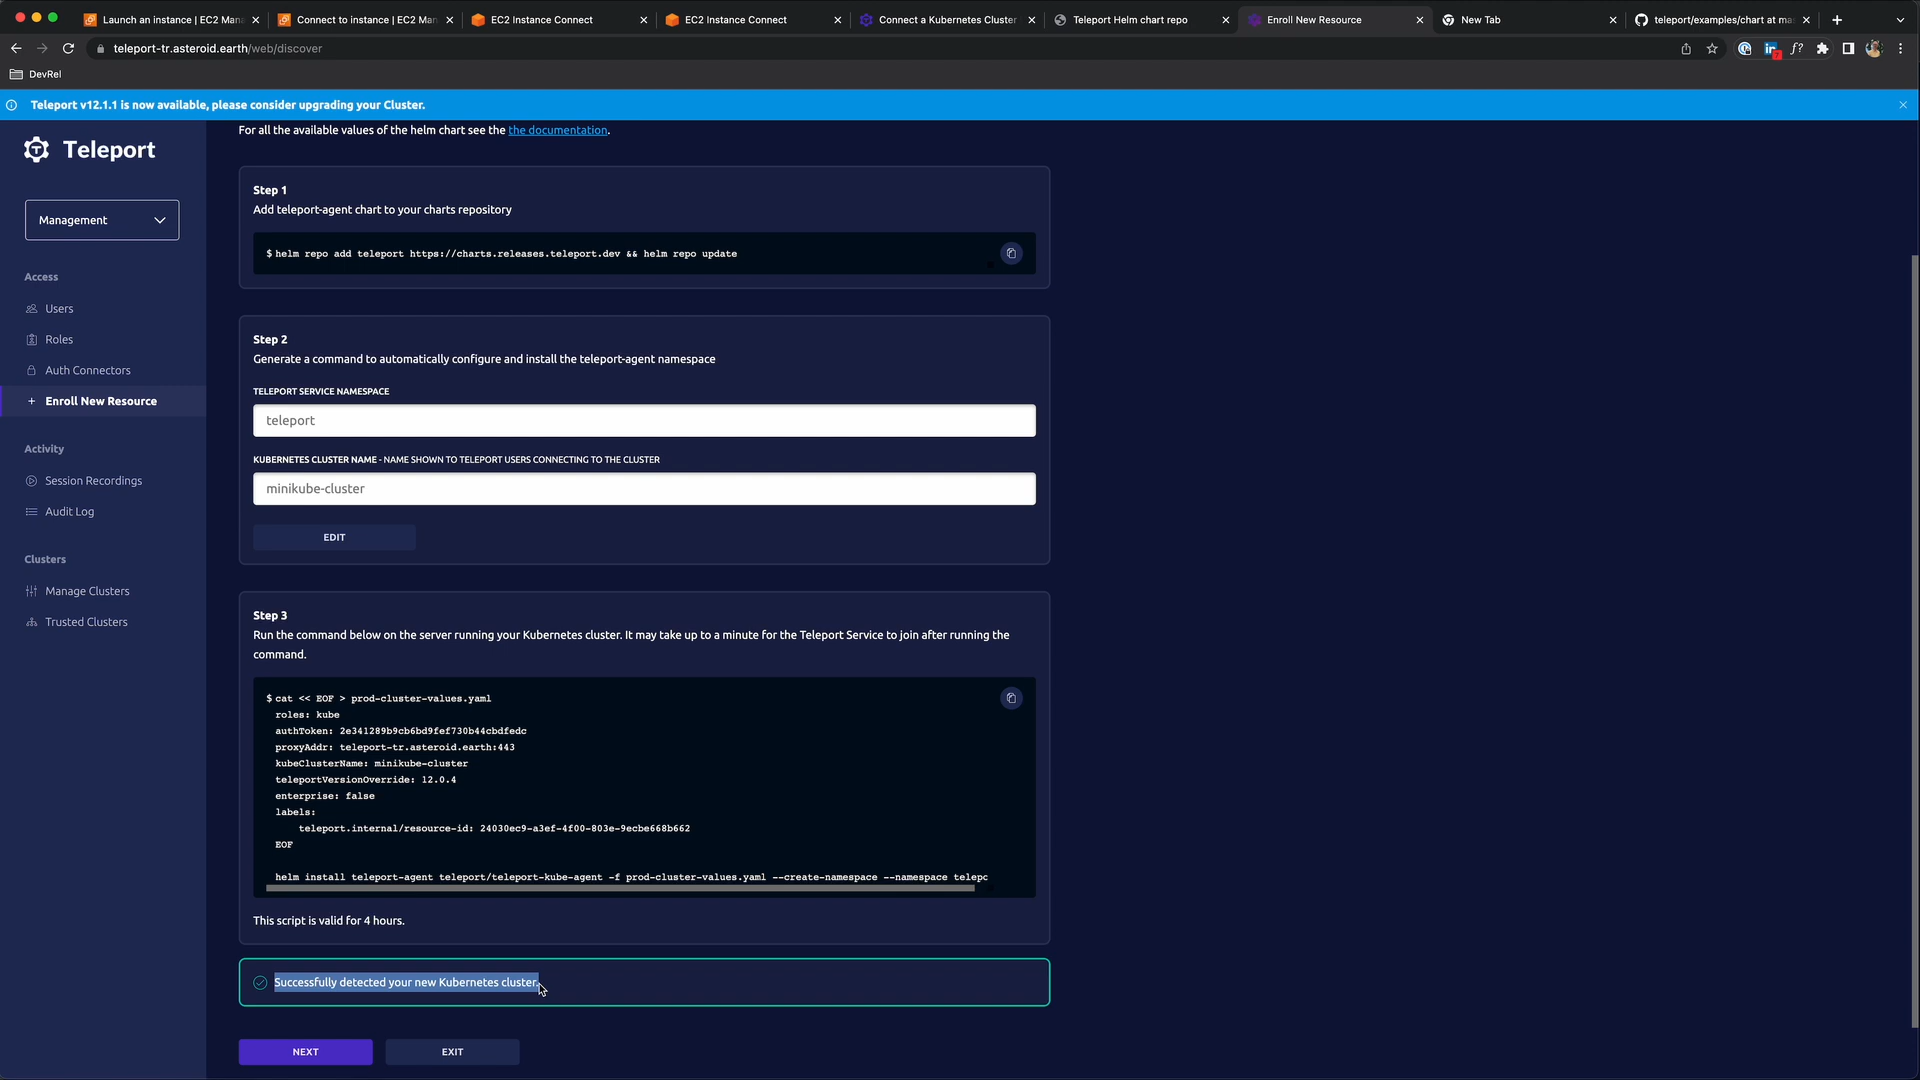 Launch an instance | EC2 Man
Connect to instance | EC2 Man
EC2 Instance Connect
EC2 Instance Connect
Connect a Kubernetes Cluster
Teleport Helm chart repo
Enroll New Resource
New Tab
teleport/examples/chart at ma
teleport-tr.asteroid.earth/web/discover
DevRel
Teleport v12.1.1 is now available, please consider upgrading your Cluster.
Teleport
Management
Access
Users
Roles
Auth Connectors
+ Enroll New Resource
Activity
Session Recordings
Audit Log
Clusters
Manage Clusters
Trusted Clusters
For all the available values of the helm chart see the the documentation.
Step 1
Add teleport-agent chart to your charts repository
$ helm repo add teleport https://charts.releases.teleport.dev && helm repo update
Step 2
Generate a command to automatically configure and install the teleport-agent namespace
TELEPORT SERVICE NAMESPACE
teleport
KUBERNETES CLUSTER NAME - NAME SHOWN TO TELEPORT USERS CONNECTING TO THE CLUSTER
minikube-cluster
EDIT
Step 3
Run the command below on the server running your Kubernetes cluster. It may take up to a minute for the Teleport Service to join after running the
command.
$ cat << EOF > prod-cluster-values.yaml
roles: kube
authToken: 2e341289b9cb6bd9fef730b44cbdfedc
proxyAddr: teleport-tr.asteroid.earth:443
kubeClusterName: minikube-cluster
teleportVersionOverride: 12.0.4
enterprise: false
labels:
teleport.internal/resource-id: 24030ec9-a3ef-4f00-803e-9ecbe668b662
EOF
helm install teleport-agent teleport/teleport-kube-agent -f prod-cluster-values.yaml --create-namespace --namespace telepo
This script is valid for 4 hours.
Successfully detected your new Kubernetes cluster.
NEXT
EXIT